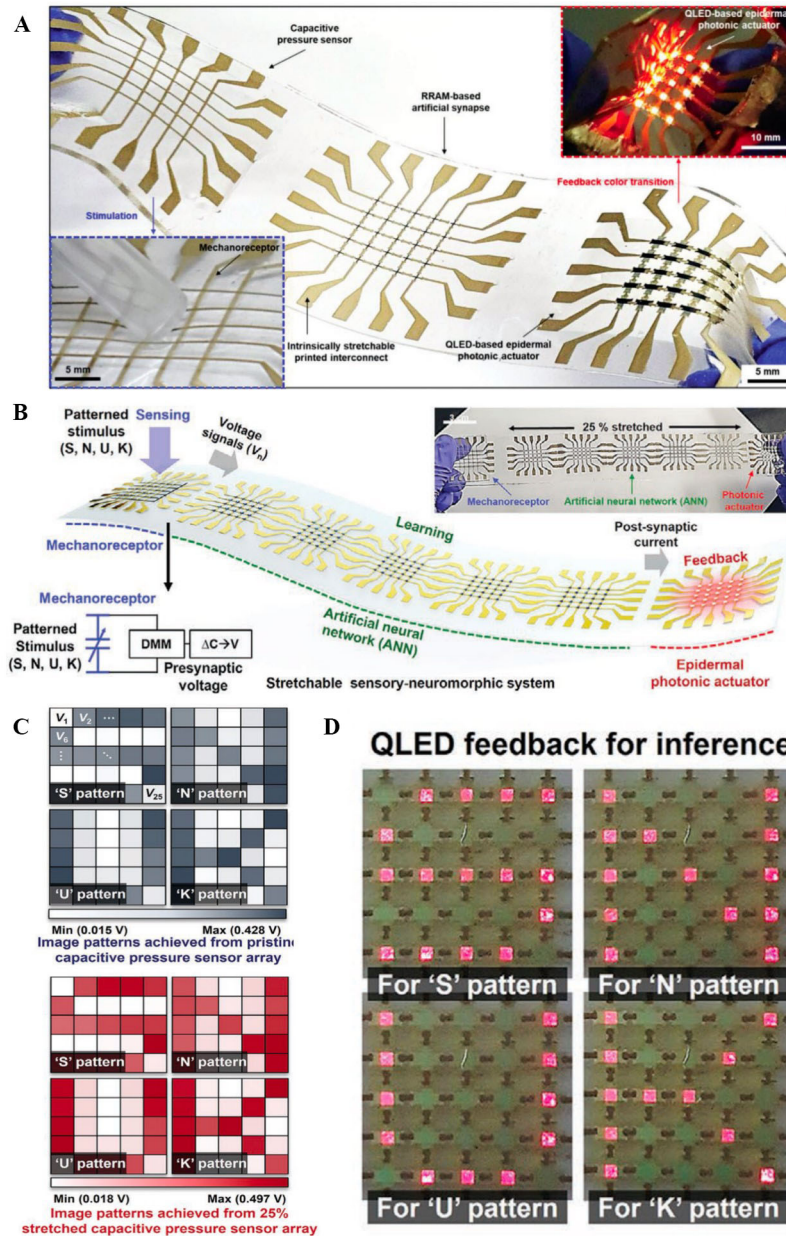 A
Capacitive
pressure sensor
RRAM-based
artificial synapse
QLED-based epidermal
photonic actuator
10 mm
Feedback color transition
Stimulation
Mechanoreceptor
5 mm
Intrinsically stretchable
printed interconnect
QLED-based epidermal
photonic actuator
5 mm
B
Patterned
stimulus
(S, N, U, K)
Sensing
Voltage
signals (Vn)
25 % stretched
Mechanoreceptor
Artificial neural network (ANN)
Photonic
actuator
Learning
Post-synaptic
current
Feedback
Mechanoreceptor
Artificial neural
network (ANN)
Epidermal
photonic actuator
Mechanoreceptor
Patterned
Stimulus
(S, N, U, K)
DMM
ΔC→V
Presynaptic
voltage
Stretchable sensory-neuromorphic system
C
V1 V2 ...
V6
⋮ ⋱
V25
'S' pattern
'N' pattern
'U' pattern
'K' pattern
Min (0.015 V) Max (0.428 V)
Image patterns achieved from pristine
capacitive pressure sensor array
'S' pattern
'N' pattern
'U' pattern
'K' pattern
Min (0.018 V) Max (0.497 V)
Image patterns achieved from 25%
stretched capacitive pressure sensor array
D
QLED feedback for inference
For 'S' pattern
For 'N' pattern
For 'U' pattern
For 'K' pattern